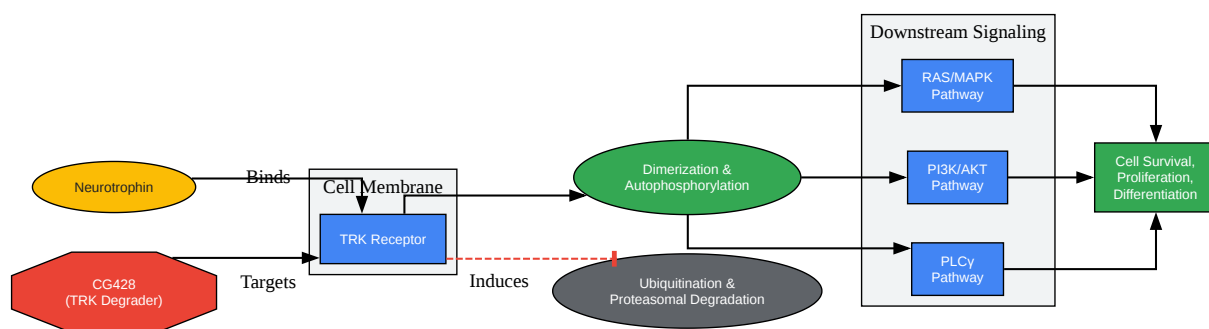 Downstream Signaling
RAS/MAPK
Pathway
Neurotrophin
Binds
Cell Membrane
TRK Receptor
Dimerization &
Autophosphorylation
PI3K/AKT
Pathway
Cell Survival,
Proliferation,
Differentiation
CG428
(TRK Degrader)
Targets
Induces
Ubiquitination &
Proteasomal Degradation
PLCγ
Pathway